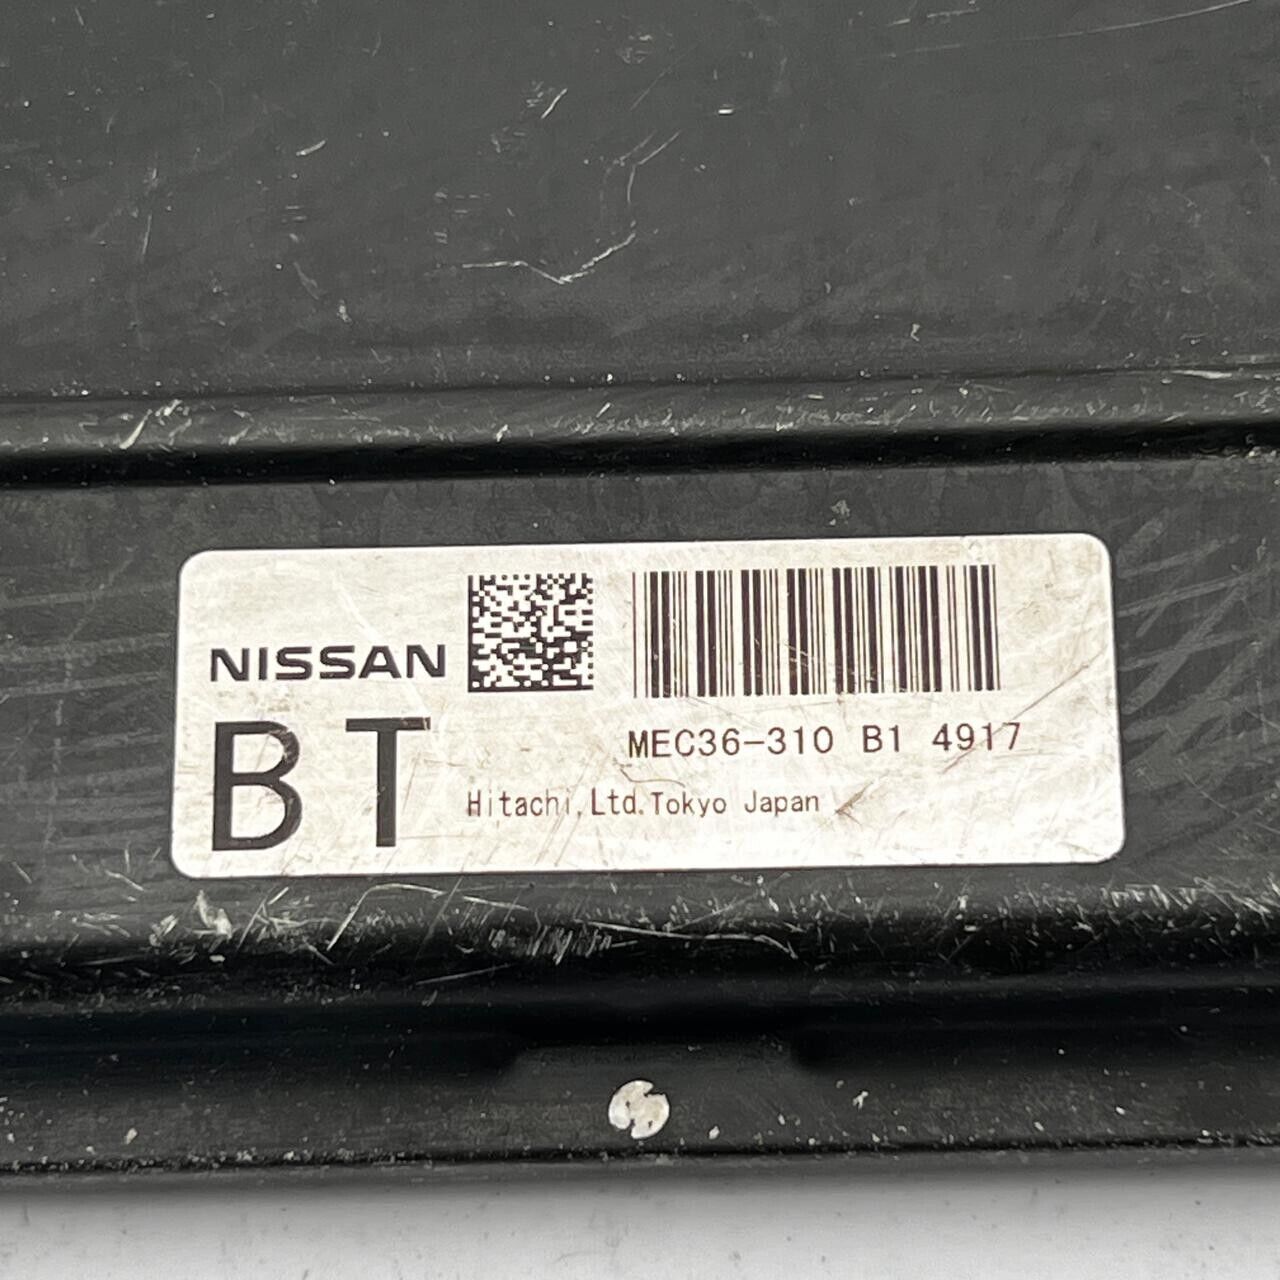 NISSAN
BT
MEC36-310 B1 4917
Hitachi,Ltd.Tokyo Japan